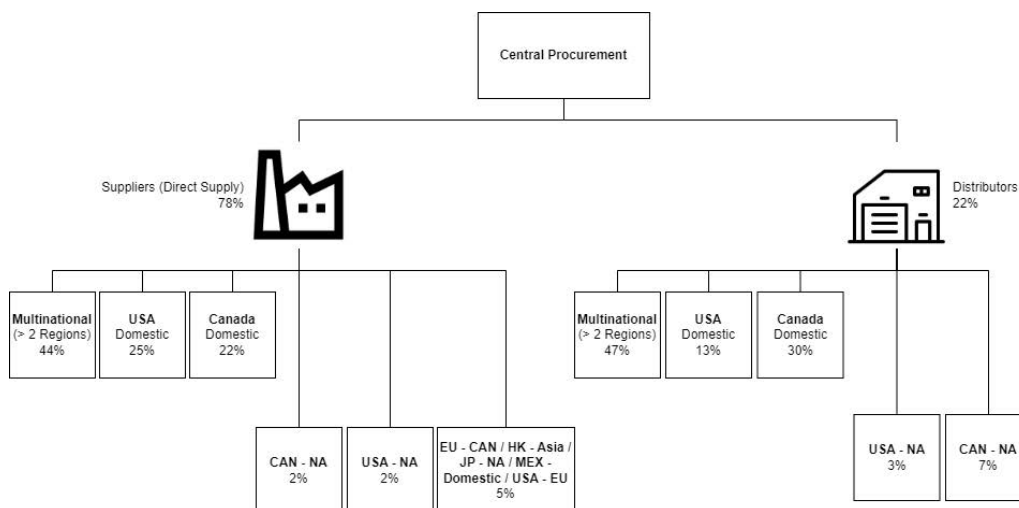 Central Procurement
Suppliers (Direct Supply)
78%
Distributors
22%
Multinational
(> 2 Regions)
44%
USA
Domestic
25%
Canada
Domestic
22%
Multinational
(> 2 Regions)
47%
USA
Domestic
13%
Canada
Domestic
30%
CAN - NA
2%
USA - NA
2%
EU - CAN / HK - Asia /
JP - NA / MEX -
Domestic / USA - EU
5%
USA - NA
3%
CAN - NA
7%